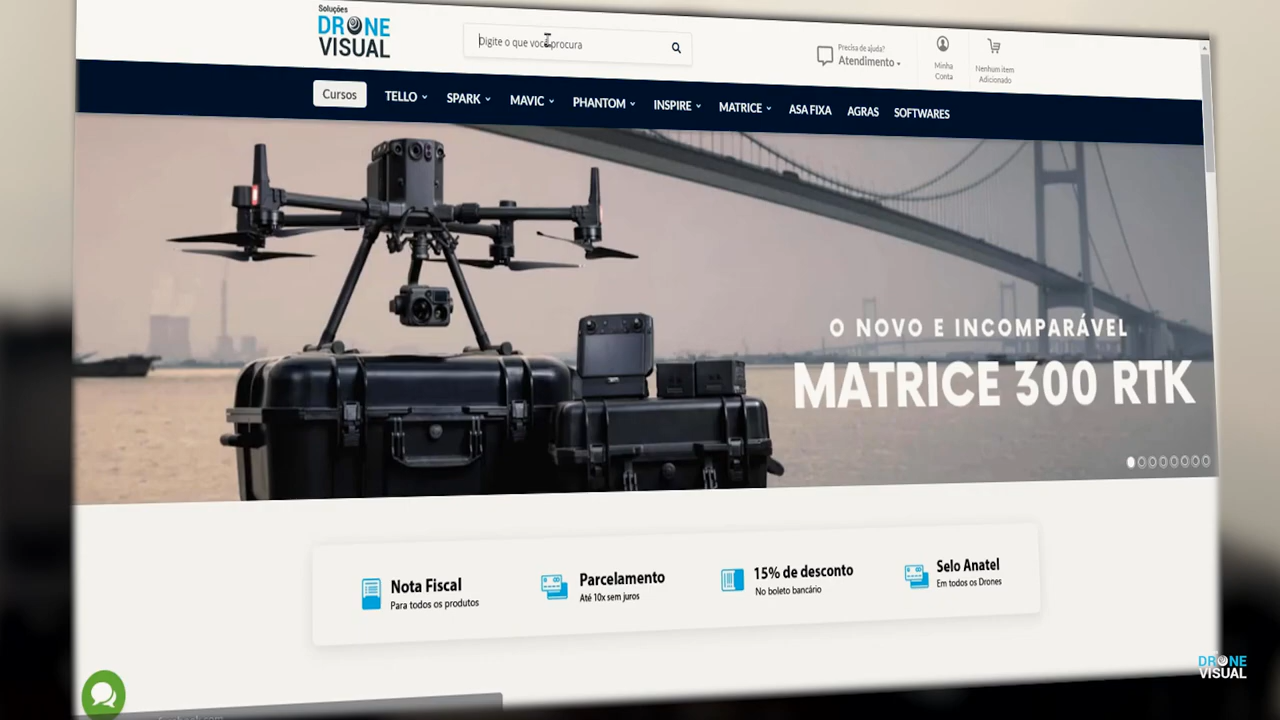 Soluções
DRONE
VISUAL
Digite o que você procura
Precisa de ajuda?
Atendimento
Minha
Conta
Nenhum item
Adicionado
Cursos
TELLO
SPARK
MAVIC
PHANTOM
INSPIRE
MATRICE
ASA FIXA
AGRAS
SOFTWARES
O NOVO E INCOMPARÁVEL
MATRICE 300 RTK
Nota Fiscal
Para todos os produtos
Parcelamento
Até 10x sem juros
15% de desconto
No boleto bancário
Selo Anatel
Em todos os Drones
DRONE
VISUAL